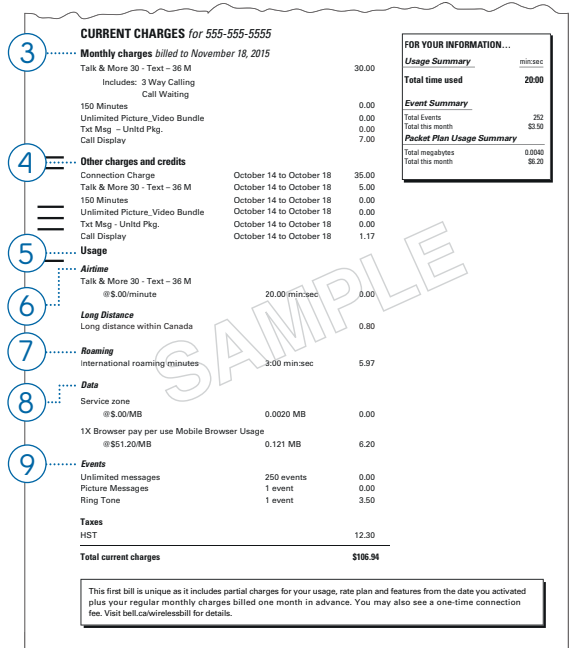 CURRENT CHARGES for 555-555-5555
3
Monthly charges billed to November 18, 2015
Talk & More 30 - Text – 36 M 30.00
Includes: 3 Way Calling
Call Waiting
150 Minutes 0.00
Unlimited Picture_Video Bundle 0.00
Txt Msg – Unltd Pkg. 0.00
Call Display 7.00
4
Other charges and credits
Connection Charge October 14 to October 18 35.00
Talk & More 30 - Text – 36 M October 14 to October 18 5.00
150 Minutes October 14 to October 18 0.00
Unlimited Picture_Video Bundle October 14 to October 18 0.00
Txt Msg - Unltd Pkg. October 14 to October 18 0.00
Call Display October 14 to October 18 1.17
5
Usage
6
Airtime
Talk & More 30 - Text – 36 M
@$.00/minute 20.00 min:sec 0.00
Long Distance
Long distance within Canada 0.80
7
Roaming
International roaming minutes 3:00 min:sec 5.97
8
Data
Service zone
@$.00/MB 0.0020 MB 0.00
1X Browser pay per use Mobile Browser Usage
@$51.20/MB 0.121 MB 6.20
9
Events
Unlimited messages 250 events 0.00
Picture Messages 1 event 0.00
Ring Tone 1 event 3.50
Taxes
HST 12.30
Total current charges $106.94
FOR YOUR INFORMATION...
Usage Summary min:sec
Total time used 20:00
Event Summary
Total Events 252
Total this month $3.50
Packet Plan Usage Summary
Total megabytes 0.0040
Total this month $6.20
SAMPLE
This first bill is unique as it includes partial charges for your usage, rate plan and features from the date you activated
plus your regular monthly charges billed one month in advance. You may also see a one-time connection
fee. Visit bell.ca/wirelessbill for details.